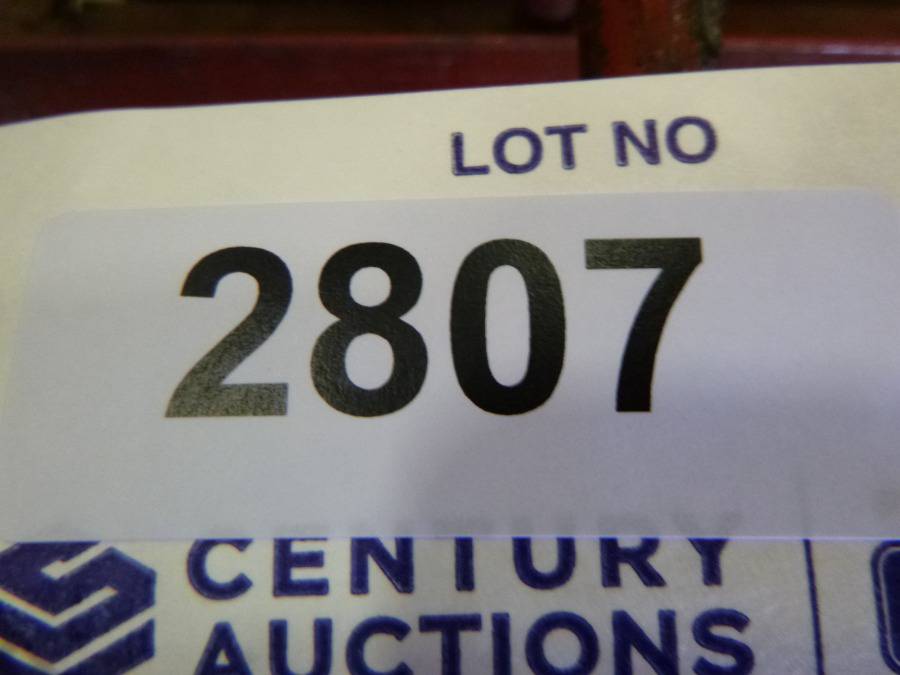 LOT NO
2807
CENTURY
AUCTIONS